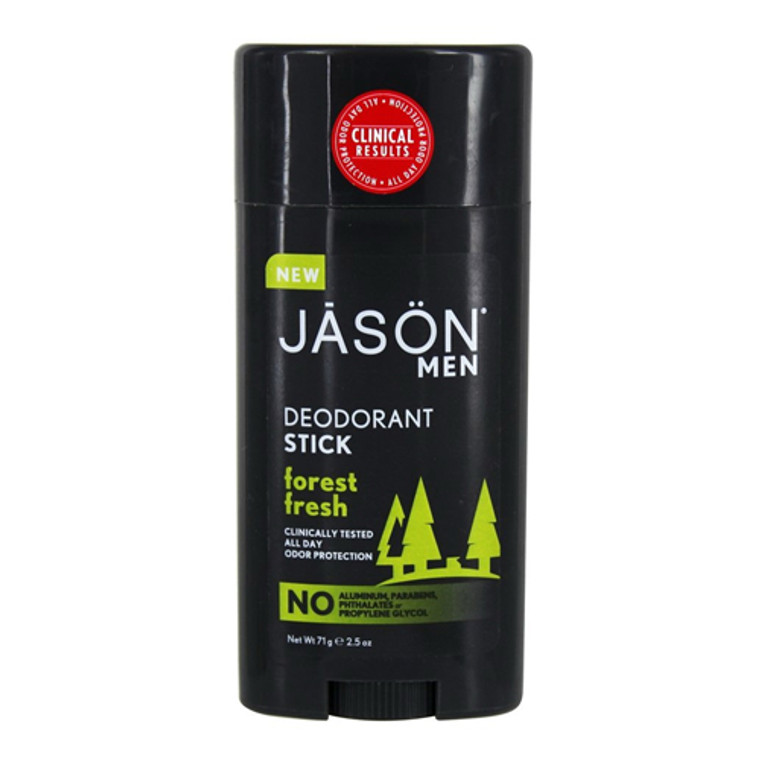 ALL DAY ODOR PROTECTION • ALL DAY ODOR PROTECTION •
CLINICAL
RESULTS
NEW
JĀSÖN
MEN
DEODORANT
STICK
forest
fresh
CLINICALLY TESTED
ALL DAY
ODOR PROTECTION
NO
ALUMINUM, PARABENS,
PHTHALATES or
PROPYLENE GLYCOL
Net Wt 71 g ℮ 2.5 oz